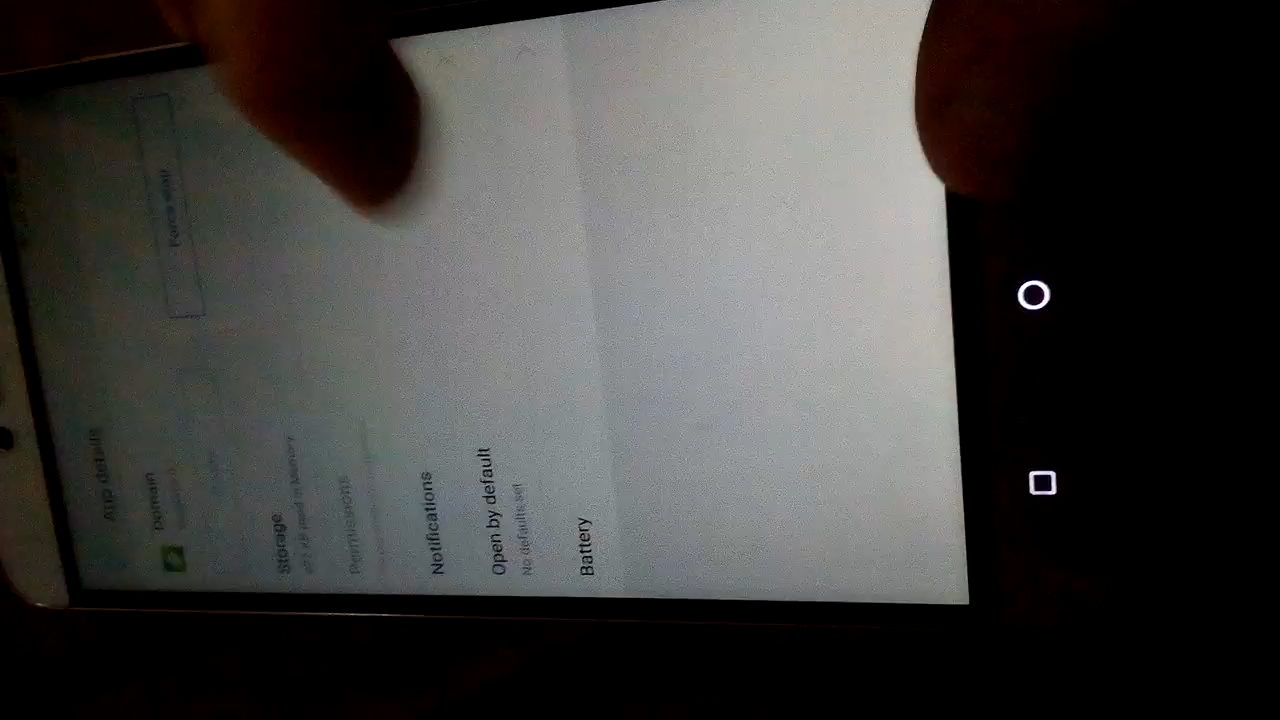 App details
Domain
Force stop
Storage
Permissions
Notifications
Open by default
No defaults set
Battery